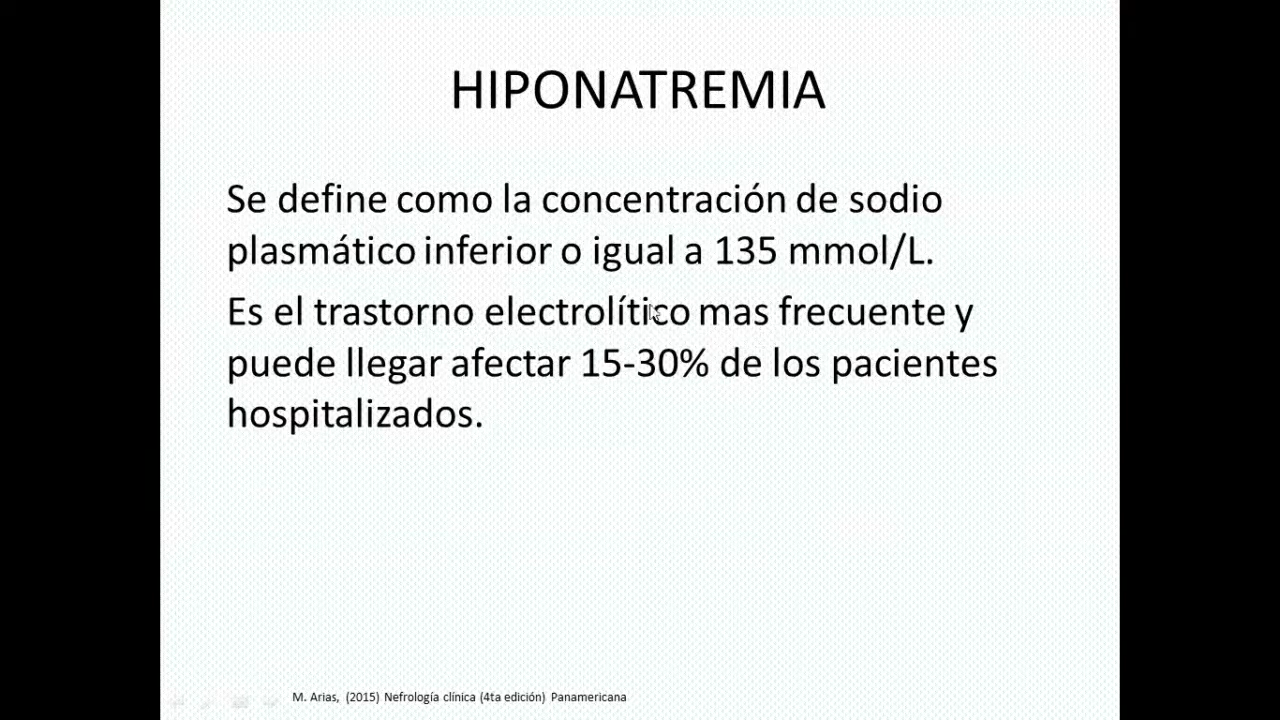 HIPONATREMIA
Se define como la concentración de sodio
plasmático inferior o igual a 135 mmol/L.
Es el trastorno electrolítico mas frecuente y
puede llegar afectar 15-30% de los pacientes
hospitalizados.
M. Arias, (2015) Nefrología clínica (4ta edición) Panamericana